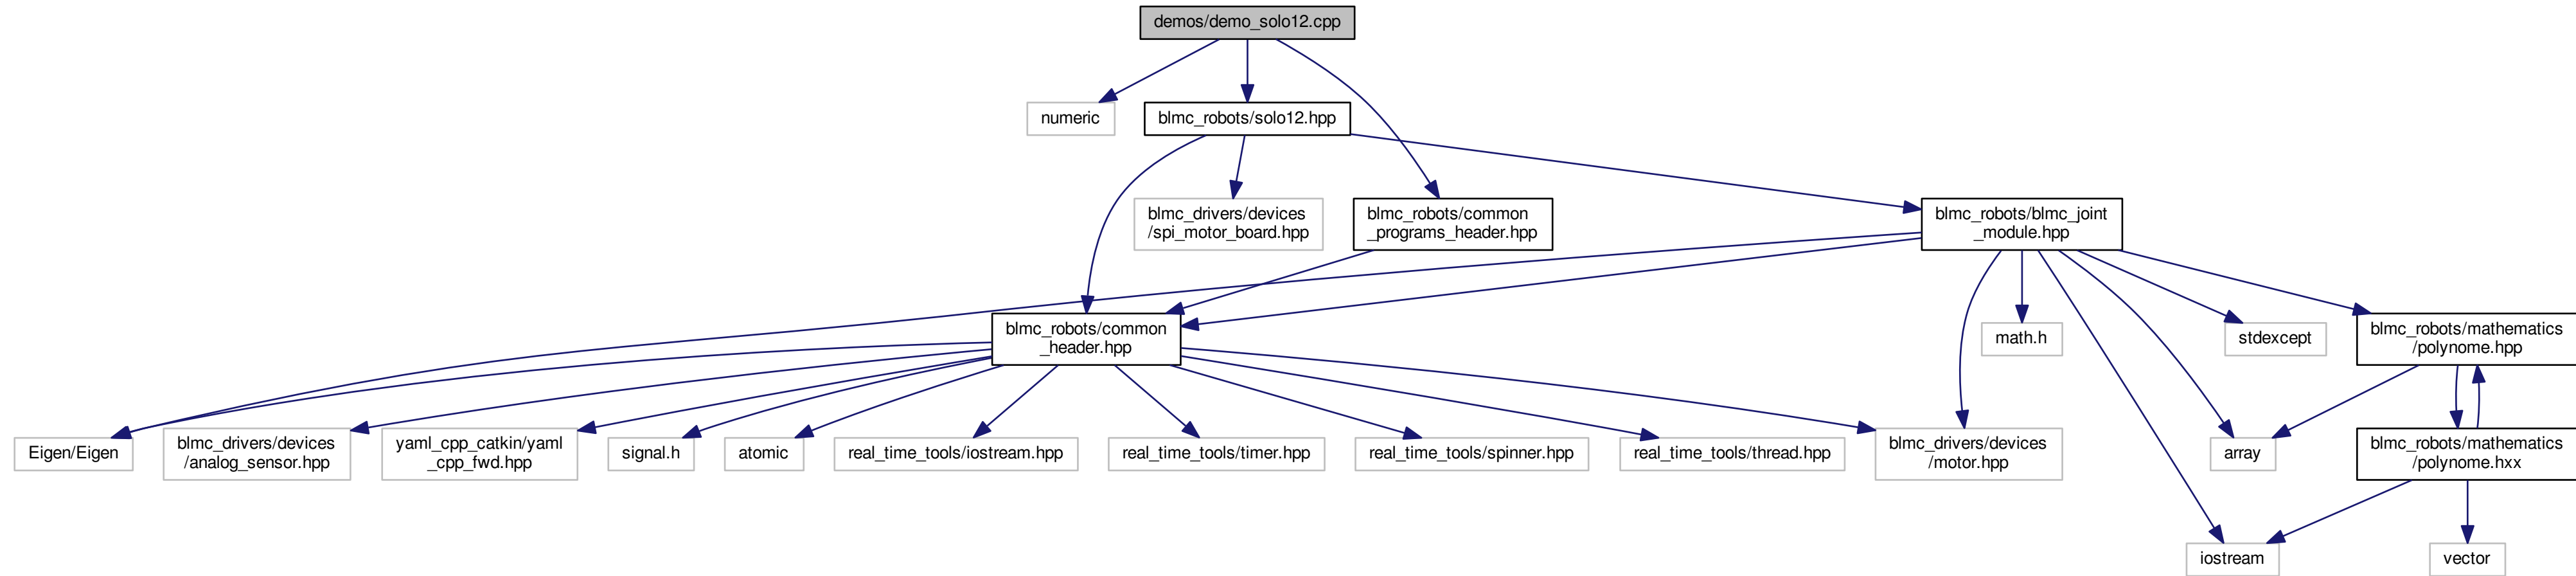 demos/demo_solo12.cpp
numeric
blmc_robots/solo12.hpp
blmc_drivers/devices
/spi_motor_board.hpp
blmc_robots/common
_programs_header.hpp
blmc_robots/blmc_joint
_module.hpp
blmc_robots/common
_header.hpp
math.h
stdexcept
blmc_robots/mathematics
/polynome.hpp
Eigen/Eigen
blmc_drivers/devices
/analog_sensor.hpp
yaml_cpp_catkin/yaml
_cpp_fwd.hpp
signal.h
atomic
real_time_tools/iostream.hpp
real_time_tools/timer.hpp
real_time_tools/spinner.hpp
real_time_tools/thread.hpp
blmc_drivers/devices
/motor.hpp
array
blmc_robots/mathematics
/polynome.hxx
iostream
vector